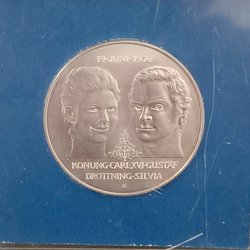 19·JUNI·1976
KONUNG·CARL·XVI·GUSTAF
DROTTNING·SILVIA